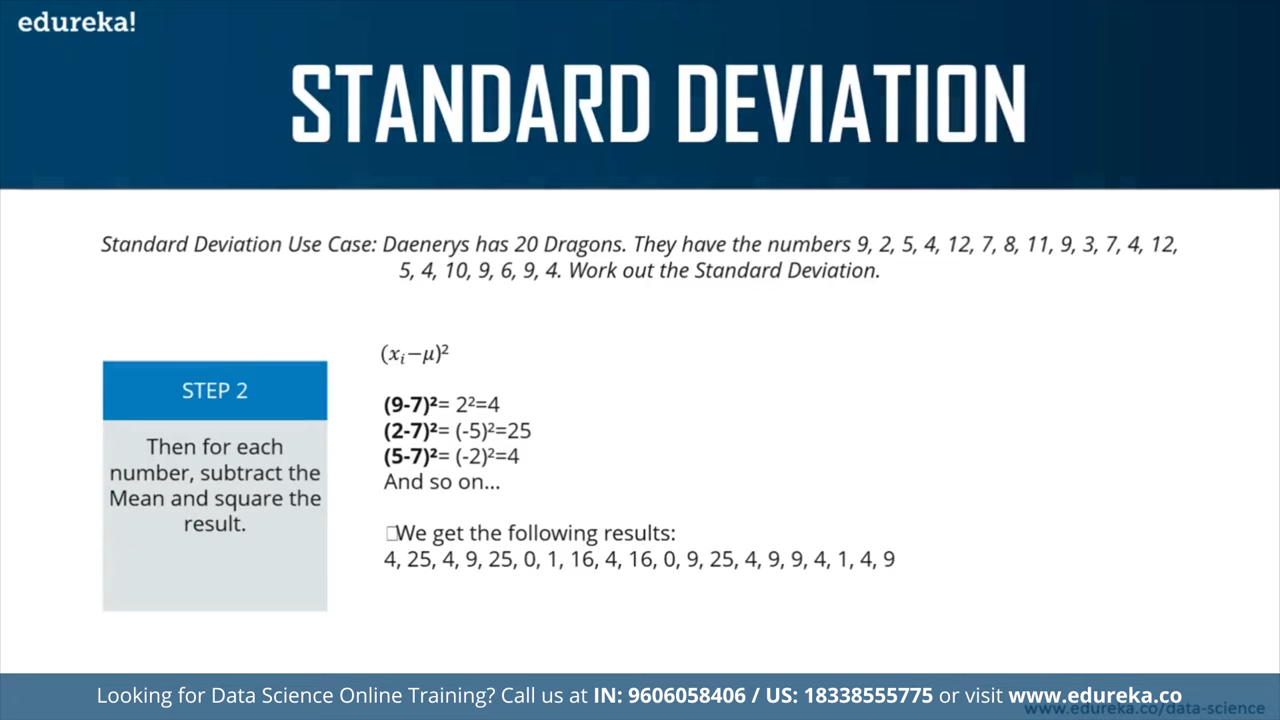 edureka!
STANDARD DEVIATION
Standard Deviation Use Case: Daenerys has 20 Dragons. They have the numbers 9, 2, 5, 4, 12, 7, 8, 11, 9, 3, 7, 4, 12,
5, 4, 10, 9, 6, 9, 4. Work out the Standard Deviation.
STEP 2
Then for each
number, subtract the
Mean and square the
result.
(xᵢ−μ)²
(9-7)²= 2²=4
(2-7)²= (-5)²=25
(5-7)²= (-2)²=4
And so on...
We get the following results:
4, 25, 4, 9, 25, 0, 1, 16, 4, 16, 0, 9, 25, 4, 9, 9, 4, 1, 4, 9
Looking for Data Science Online Training? Call us at IN: 9606058406 / US: 18338555775 or visit www.edureka.co
www.edureka.co/data-science